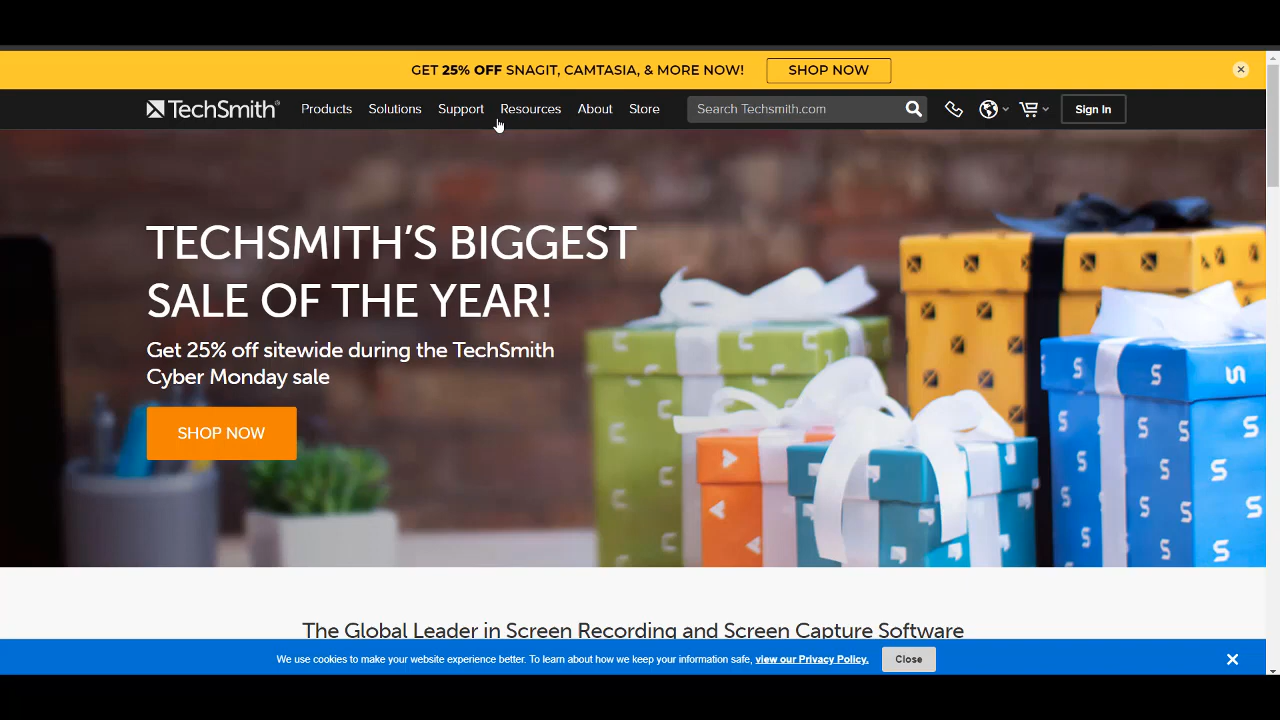 GET 25% OFF SNAGIT, CAMTASIA, & MORE NOW! SHOP NOW
TechSmith® Products Solutions Support Resources About Store Search Techsmith.com Sign In
TECHSMITH'S BIGGEST
SALE OF THE YEAR!
Get 25% off sitewide during the TechSmith
Cyber Monday sale
SHOP NOW
The Global Leader in Screen Recording and Screen Capture Software
We use cookies to make your website experience better. To learn about how we keep your information safe, view our Privacy Policy. Close